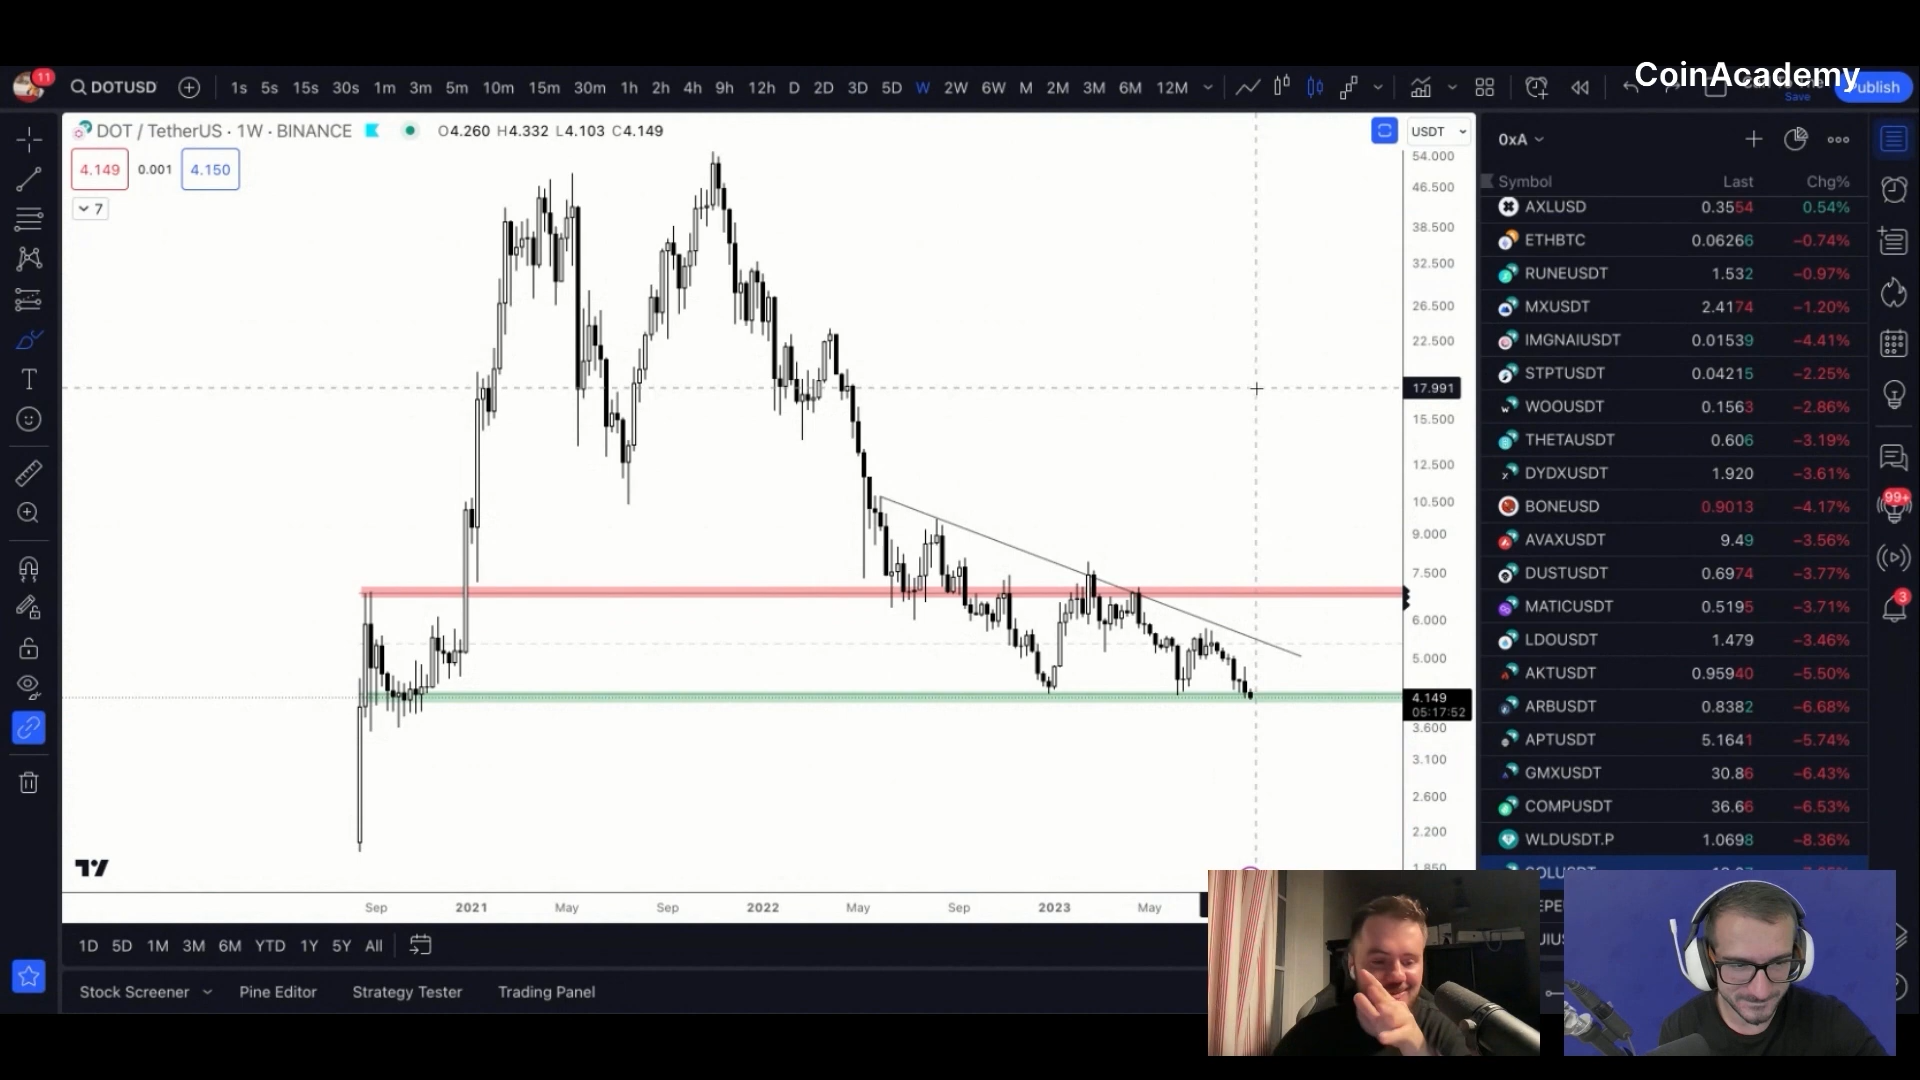 CoinAcademy
11
DOTUSD
1s 5s 15s 30s 1m 3m 5m 10m 15m 30m 1h 2h 4h 9h 12h D 2D 3D 5D W 2W 6W M 2M 3M 6M 12M
Save
Publish
DOT / TetherUS · 1W · BINANCE
O4.260 H4.332 L4.103 C4.149
USDT
4.149
0.001
4.150
7
54.000
46.500
38.500
32.500
26.500
22.500
17.991
15.500
12.500
10.500
9.000
7.500
6.000
5.000
4.149
05:17:52
3.600
3.100
2.600
2.200
1.850
Sep 2021 May Sep 2022 May Sep 2023 May
1D 5D 1M 3M 6M YTD 1Y 5Y All
Stock Screener Pine Editor Strategy Tester Trading Panel
0xA
Symbol Last Chg%
AXLUSD 0.3554 0.54%
ETHBTC 0.06266 −0.74%
RUNEUSDT 1.532 −0.97%
MXUSDT 2.4174 −1.20%
IMGNAIUSDT 0.01539 −4.41%
STPTUSDT 0.04215 −2.25%
WOOUSDT 0.1563 −2.86%
THETAUSDT 0.606 −3.19%
DYDXUSDT 1.920 −3.61%
BONEUSD 0.9013 −4.17%
AVAXUSDT 9.49 −3.56%
DUSTUSDT 0.6974 −3.77%
MATICUSDT 0.5195 −3.71%
LDOUSDT 1.479 −3.46%
AKTUSDT 0.95940 −5.50%
ARBUSDT 0.8382 −6.68%
APTUSDT 5.1641 −5.74%
GMXUSDT 30.86 −6.43%
COMPUSDT 36.66 −6.53%
WLDUSDT.P 1.0698 −8.36%
99+
3